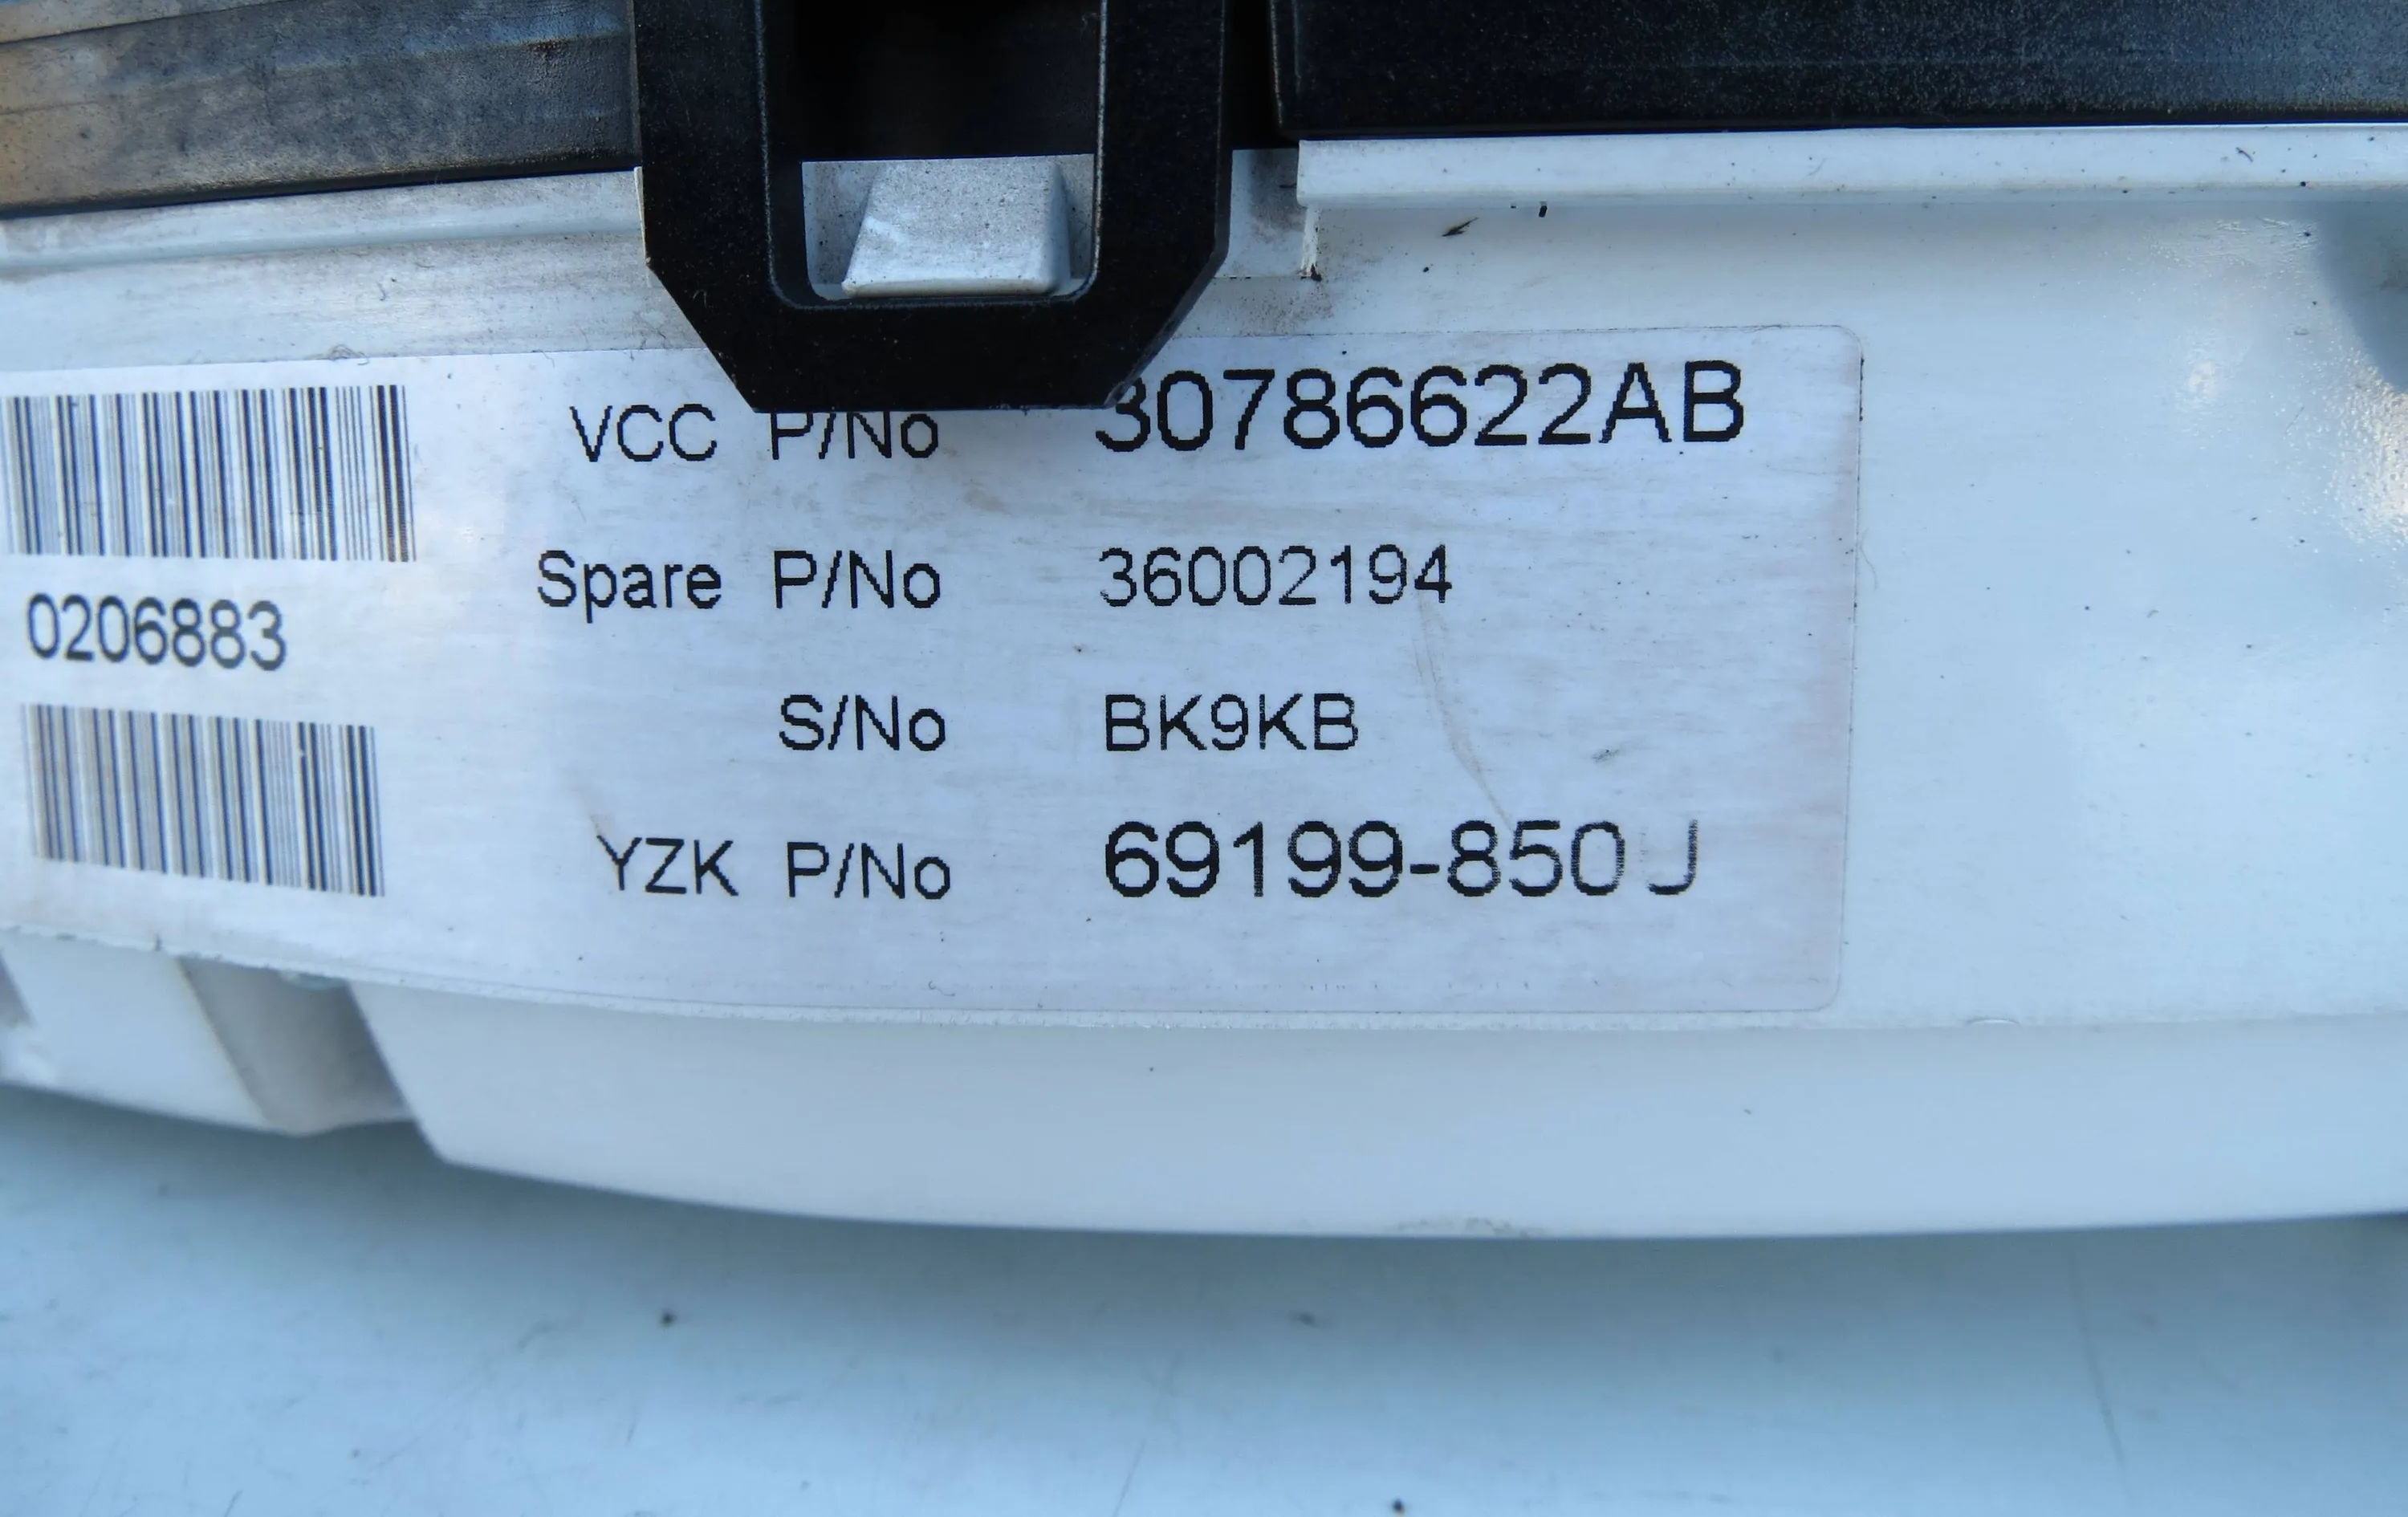 VCC P/No 30786622AB
Spare P/No 36002194
0206883
S/No BK9KB
YZK P/No 69199-850J